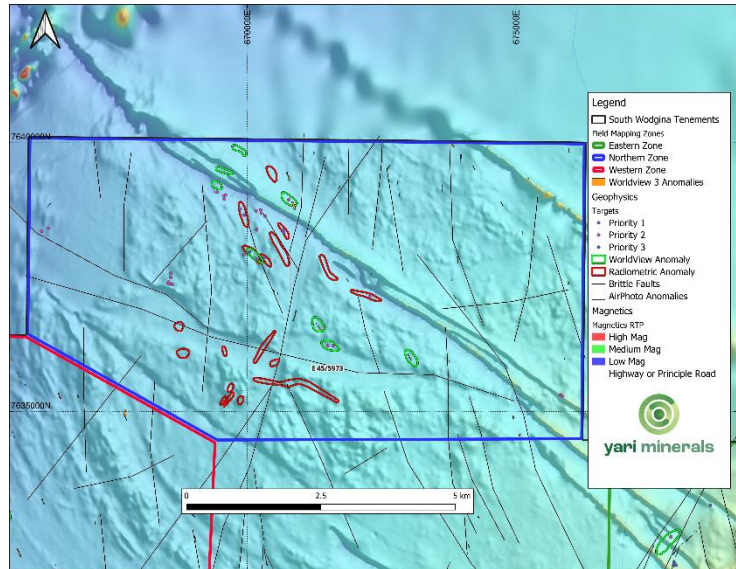 670000E
675000E
7640000N
7635000N
E45/5973
Legend
South Wodgina Tenements
Field Mapping Zones
Eastern Zone
Northern Zone
Western Zone
Worldview 3 Anomalies
Geophysics
Targets
Priority 1
Priority 2
Priority 3
WorldView Anomaly
Radiometric Anomaly
Brittle Faults
AirPhoto Anomalies
Magnetics
Magnetics RTP
High Mag
Medium Mag
Low Mag
Highway or Principle Road
yari minerals
0 2.5 5 km